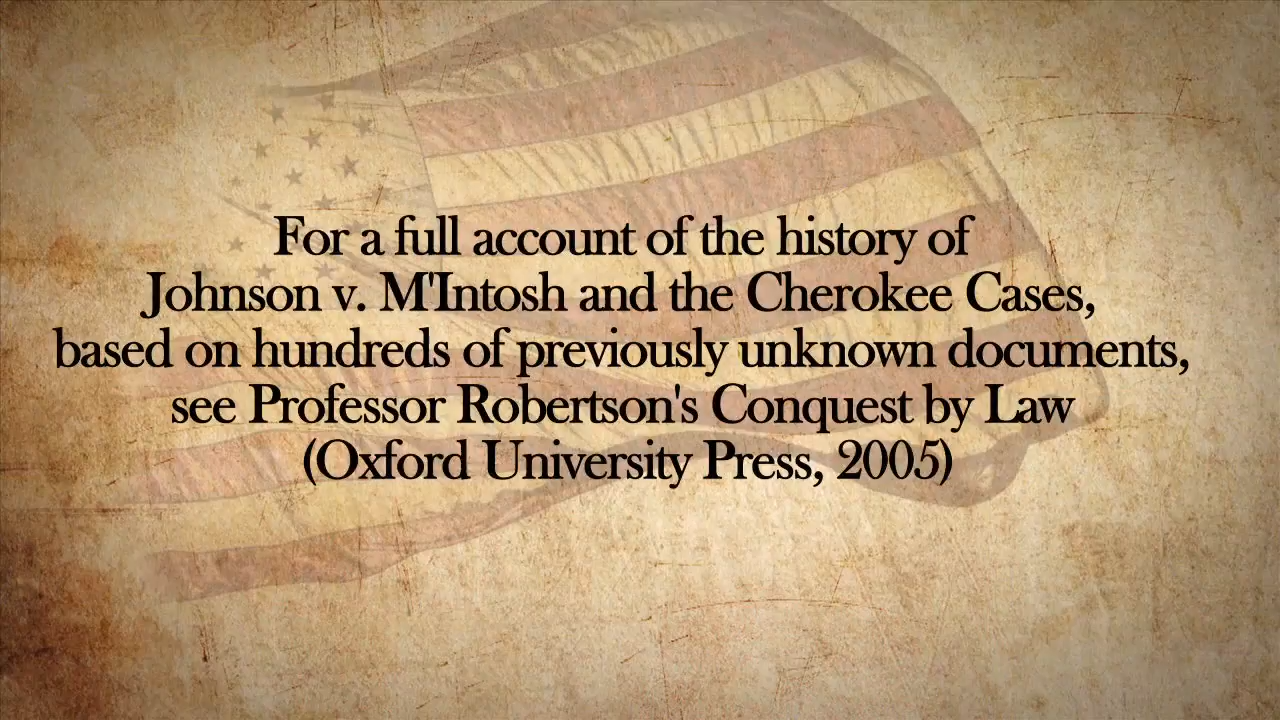 For a full account of the history of
Johnson v. M'Intosh and the Cherokee Cases,
based on hundreds of previously unknown documents,
see Professor Robertson's Conquest by Law
(Oxford University Press, 2005)